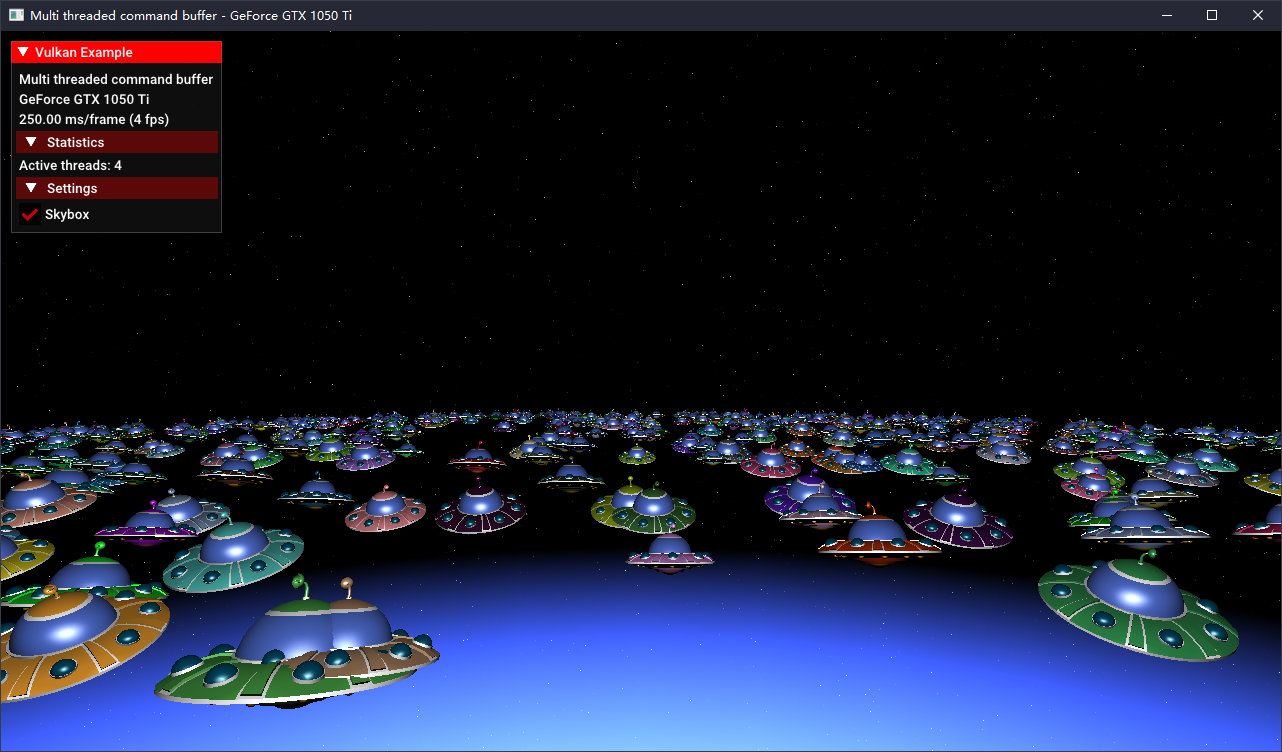 Multi threaded command buffer - GeForce GTX 1050 Ti
Vulkan Example
Multi threaded command buffer
GeForce GTX 1050 Ti
250.00 ms/frame (4 fps)
Statistics
Active threads: 4
Settings
Skybox